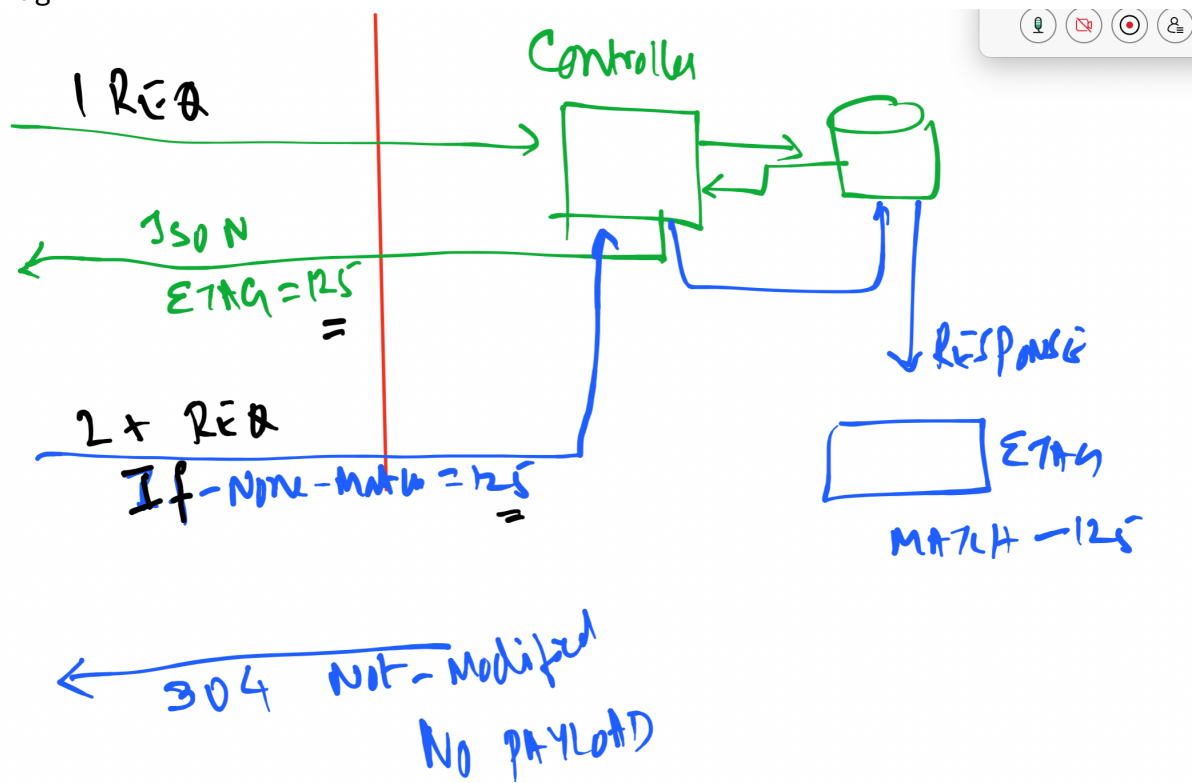 Controller
1 REQ
JSON
ETAG = 125
RESPONSE
2+ REQ
If-None-Match = 125
ETAG
MATCH - 125
304 Not-Modified
NO PAYLOAD